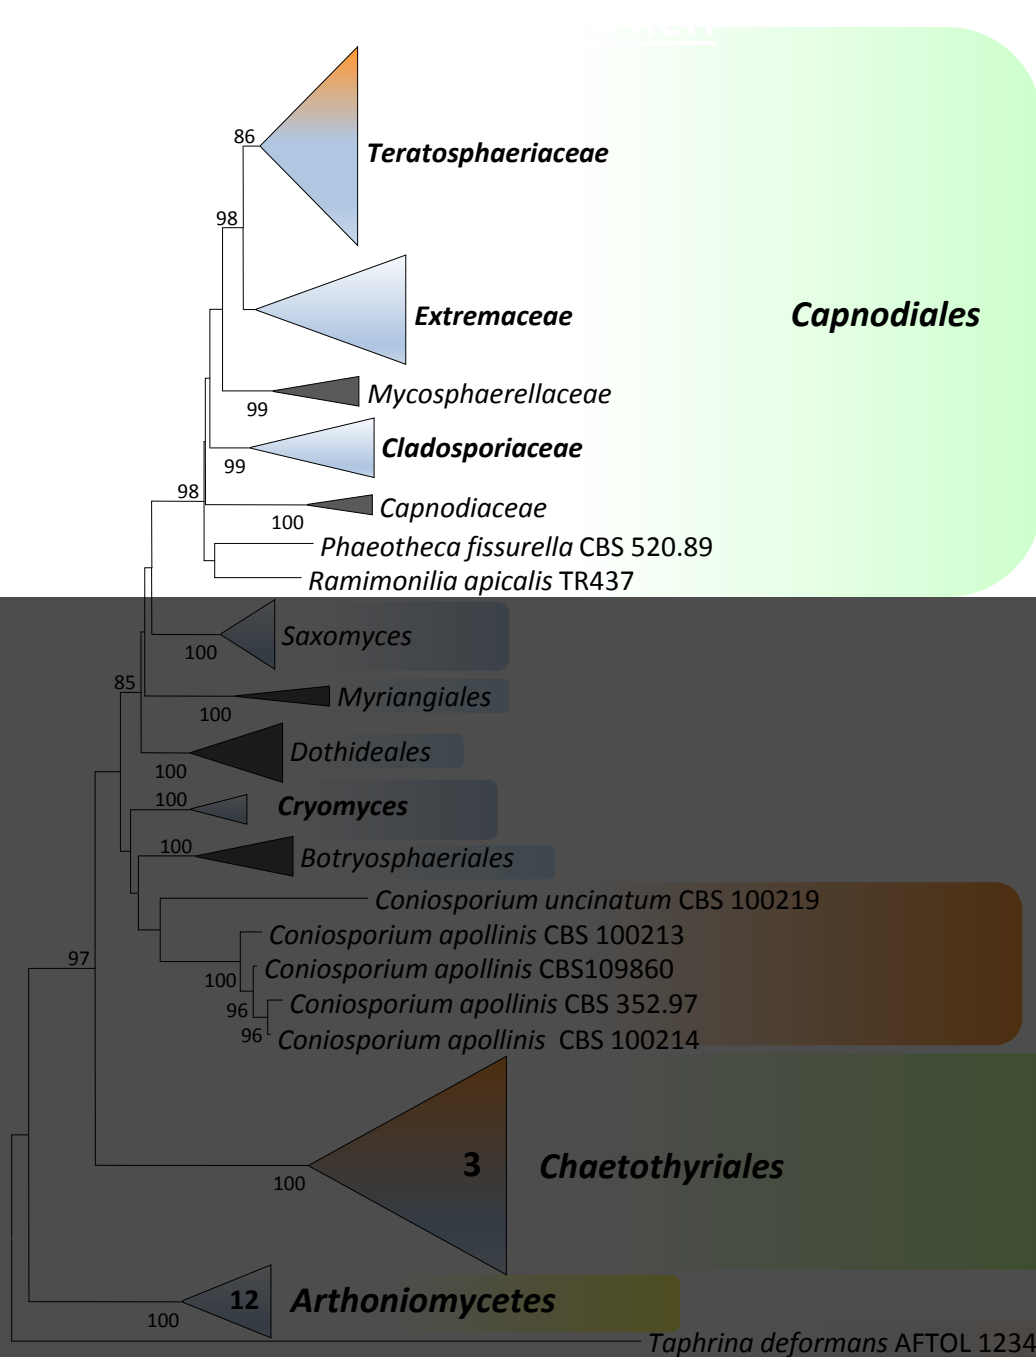 86
Teratosphaeriaceae
98
Extremaceae
Capnodiales
Mycosphaerellaceae
99
Cladosporiaceae
99
98
Capnodiaceae
100
Phaeotheca fissurella CBS 520.89
Ramimonilia apicalis TR437
Saxomyces
100
85
Myriangiales
100
Dothideales
100
100
Cryomyces
100
Botryosphaeriales
Coniosporium uncinatum CBS 100219
Coniosporium apollinis CBS 100213
97
Coniosporium apollinis CBS109860
100
Coniosporium apollinis CBS 352.97
96
96
Coniosporium apollinis CBS 100214
3
Chaetothyriales
100
12
Arthoniomycetes
100
Taphrina deformans AFTOL 1234